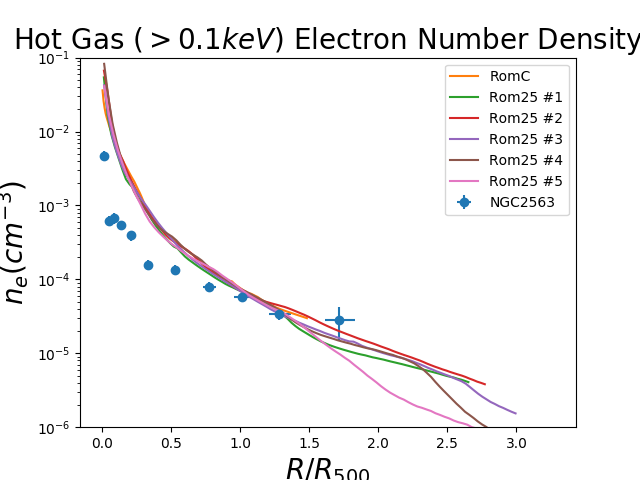 Hot Gas (> 0.1keV) Electron Number Density
10⁻¹
10⁻²
10⁻³
10⁻⁴
10⁻⁵
10⁻⁶
nₑ(cm⁻³)
RomC
Rom25 #1
Rom25 #2
Rom25 #3
Rom25 #4
Rom25 #5
NGC2563
0.0 0.5 1.0 1.5 2.0 2.5 3.0
R/R₅₀₀